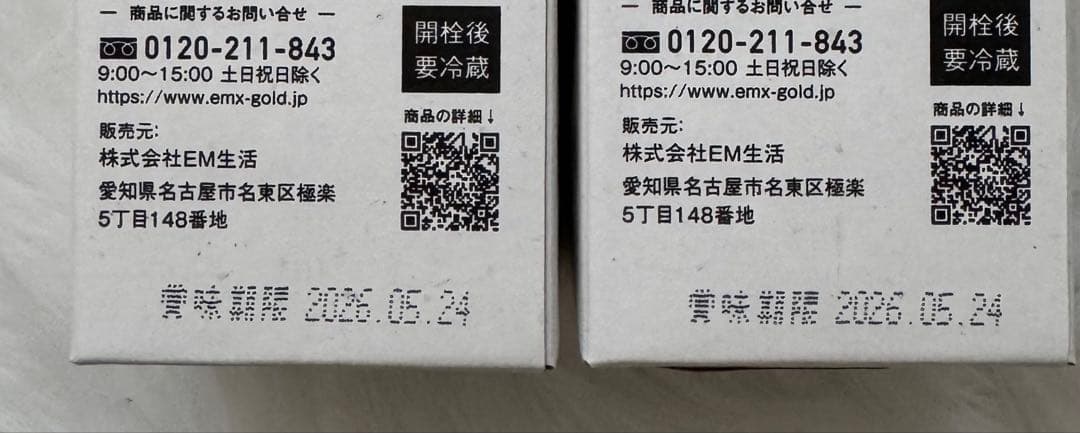 ― 商品に関するお問い合せ ―
0120-211-843
9:00〜15:00 土日祝日除く
https://www.emx-gold.jp
開栓後
要冷蔵
商品の詳細↓
販売元:
株式会社EM生活
愛知県名古屋市名東区極楽
5丁目148番地
賞味期限 2026.05.24
― 商品に関するお問い合せ ―
0120-211-843
9:00〜15:00 土日祝日除く
https://www.emx-gold.jp
開栓後
要冷蔵
商品の詳細↓
販売元:
株式会社EM生活
愛知県名古屋市名東区極楽
5丁目148番地
賞味期限 2026.05.24